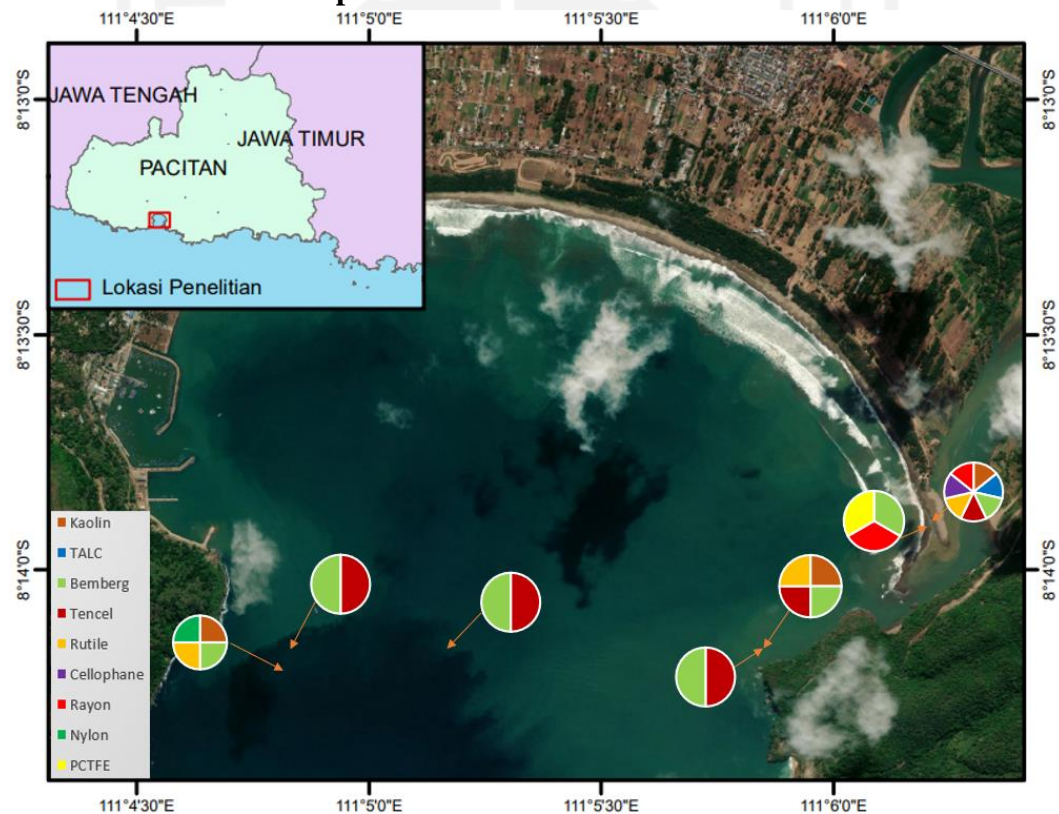 111°4'30"E 111°5'0"E 111°5'30"E 111°6'0"E
8°13'0"S 8°13'0"S
JAWA TENGAH
JAWA TIMUR
PACITAN
Lokasi Penelitian
8°13'30"S 8°13'30"S
Kaolin
TALC
8°14'0"S 8°14'0"S
Bemberg
Tencel
Rutile
Cellophane
Rayon
Nylon
PCTFE
111°4'30"E 111°5'0"E 111°5'30"E 111°6'0"E